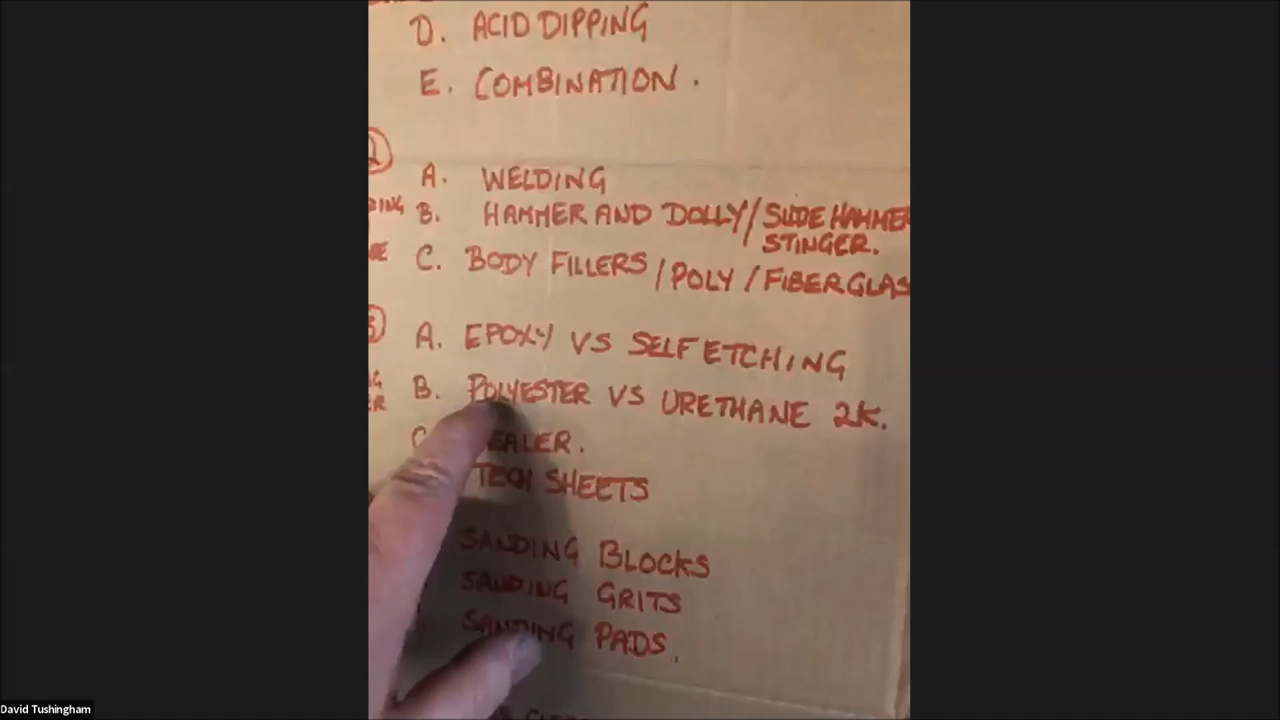 D. ACID DIPPING
E. COMBINATION.
A. WELDING
B. HAMMER AND DOLLY/SLIDE HAMMER
STINGER.
C. BODY FILLERS/POLY/FIBERGLAS
A. EPOXY VS SELF ETCHING
B. POLYESTER VS URETHANE 2K.
C EALER.
TECH SHEETS
SANDING BLOCKS
SANDING GRITS
SANDING PADS.
David Tushingham